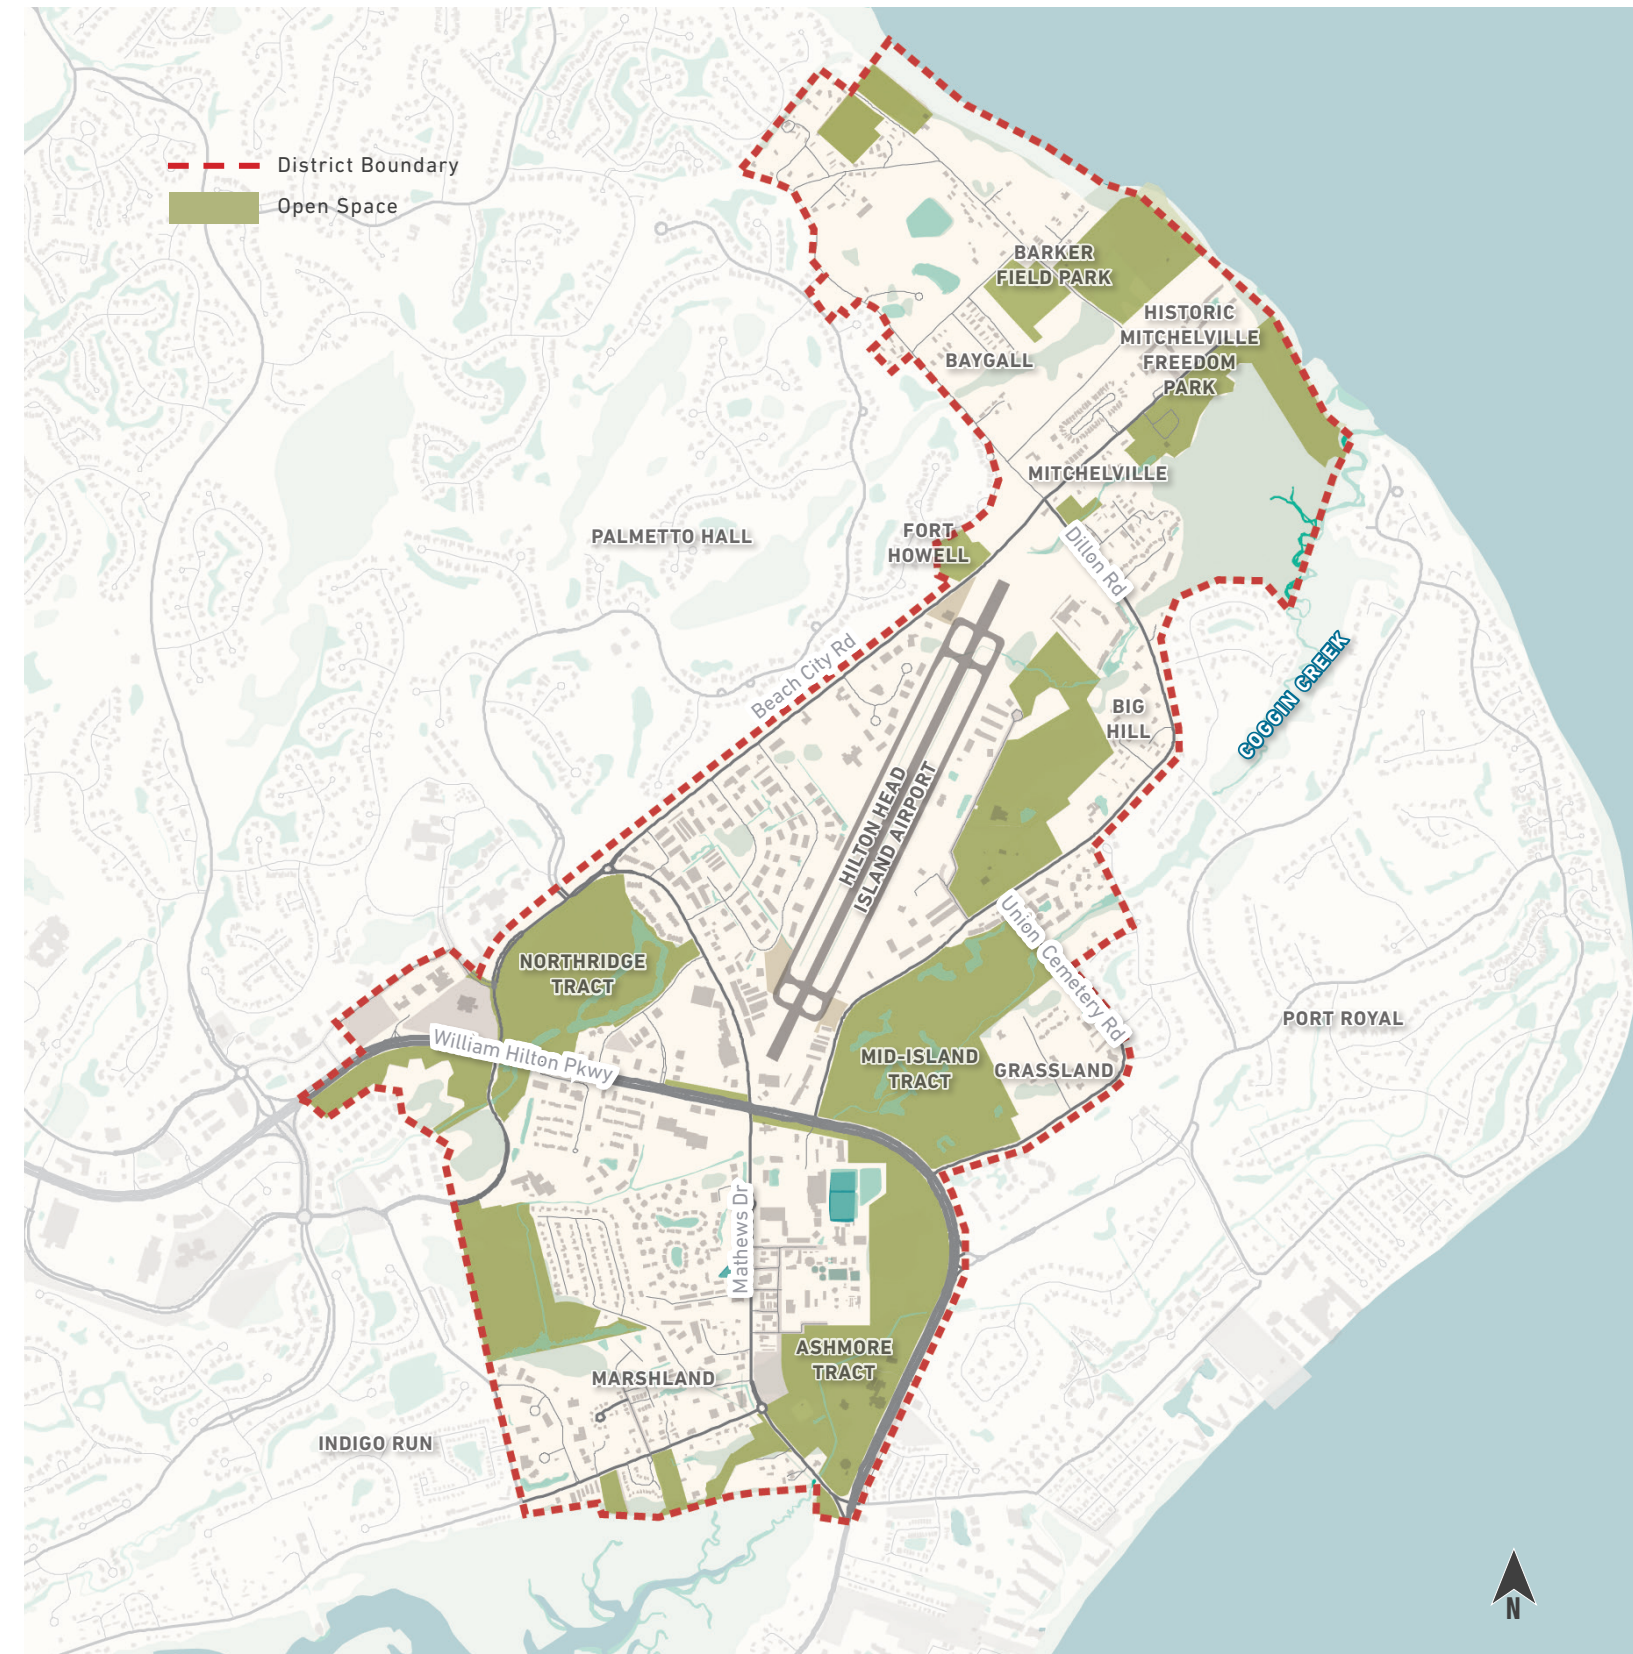 District Boundary
Open Space
BARKER
FIELD PARK
HISTORIC
MITCHELVILLE
FREEDOM
PARK
BAYGALL
MITCHELVILLE
PALMETTO HALL
FORT
HOWELL
Dillon Rd
Beach City Rd
COGGIN CREEK
BIG
HILL
HILTON HEAD
ISLAND AIRPORT
Union Cemetery Rd
NORTHRIDGE
TRACT
PORT ROYAL
William Hilton Pkwy
MID-ISLAND
TRACT
GRASSLAND
Mathews Dr
ASHMORE
TRACT
MARSHLAND
INDIGO RUN
N